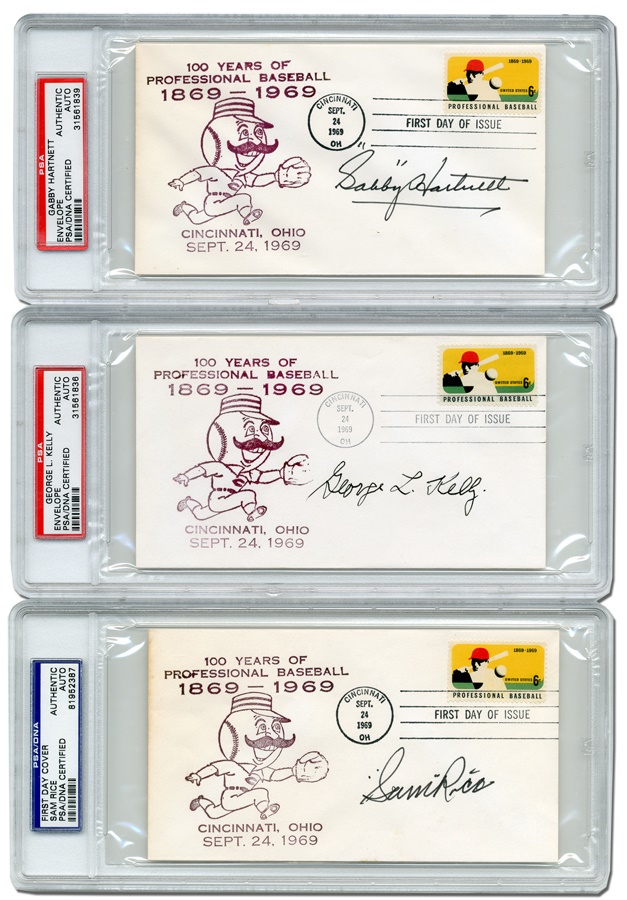 PSA
GABBY HARTNETT
ENVELOPE
PSA/DNA CERTIFIED
AUTHENTIC
AUTO
31561839
100 YEARS OF
PROFESSIONAL BASEBALL
1869-1969
CINCINNATI, OHIO
SEPT. 24, 1969
CINCINNATI
SEPT.
24
1969
OH
FIRST DAY OF ISSUE
1869-1969
UNITED STATES 6¢
PROFESSIONAL BASEBALL
"Gabby" Hartnett
PSA
GEORGE L. KELLY
ENVELOPE
PSA/DNA CERTIFIED
AUTHENTIC
AUTO
31561836
100 YEARS OF
PROFESSIONAL BASEBALL
1869-1969
CINCINNATI, OHIO
SEPT. 24, 1969
CINCINNATI
SEPT.
24
1969
OH
FIRST DAY OF ISSUE
1869-1969
UNITED STATES 6¢
PROFESSIONAL BASEBALL
George L. Kelly.
PSA/DNA
FIRST DAY COVER
SAM RICE
PSA/DNA CERTIFIED
AUTHENTIC
AUTO
81952387
100 YEARS OF
PROFESSIONAL BASEBALL
1869-1969
CINCINNATI, OHIO
SEPT. 24, 1969
CINCINNATI
SEPT.
24
1969
OH
FIRST DAY OF ISSUE
1869-1969
UNITED STATES 6¢
PROFESSIONAL BASEBALL
"Sam" Rice